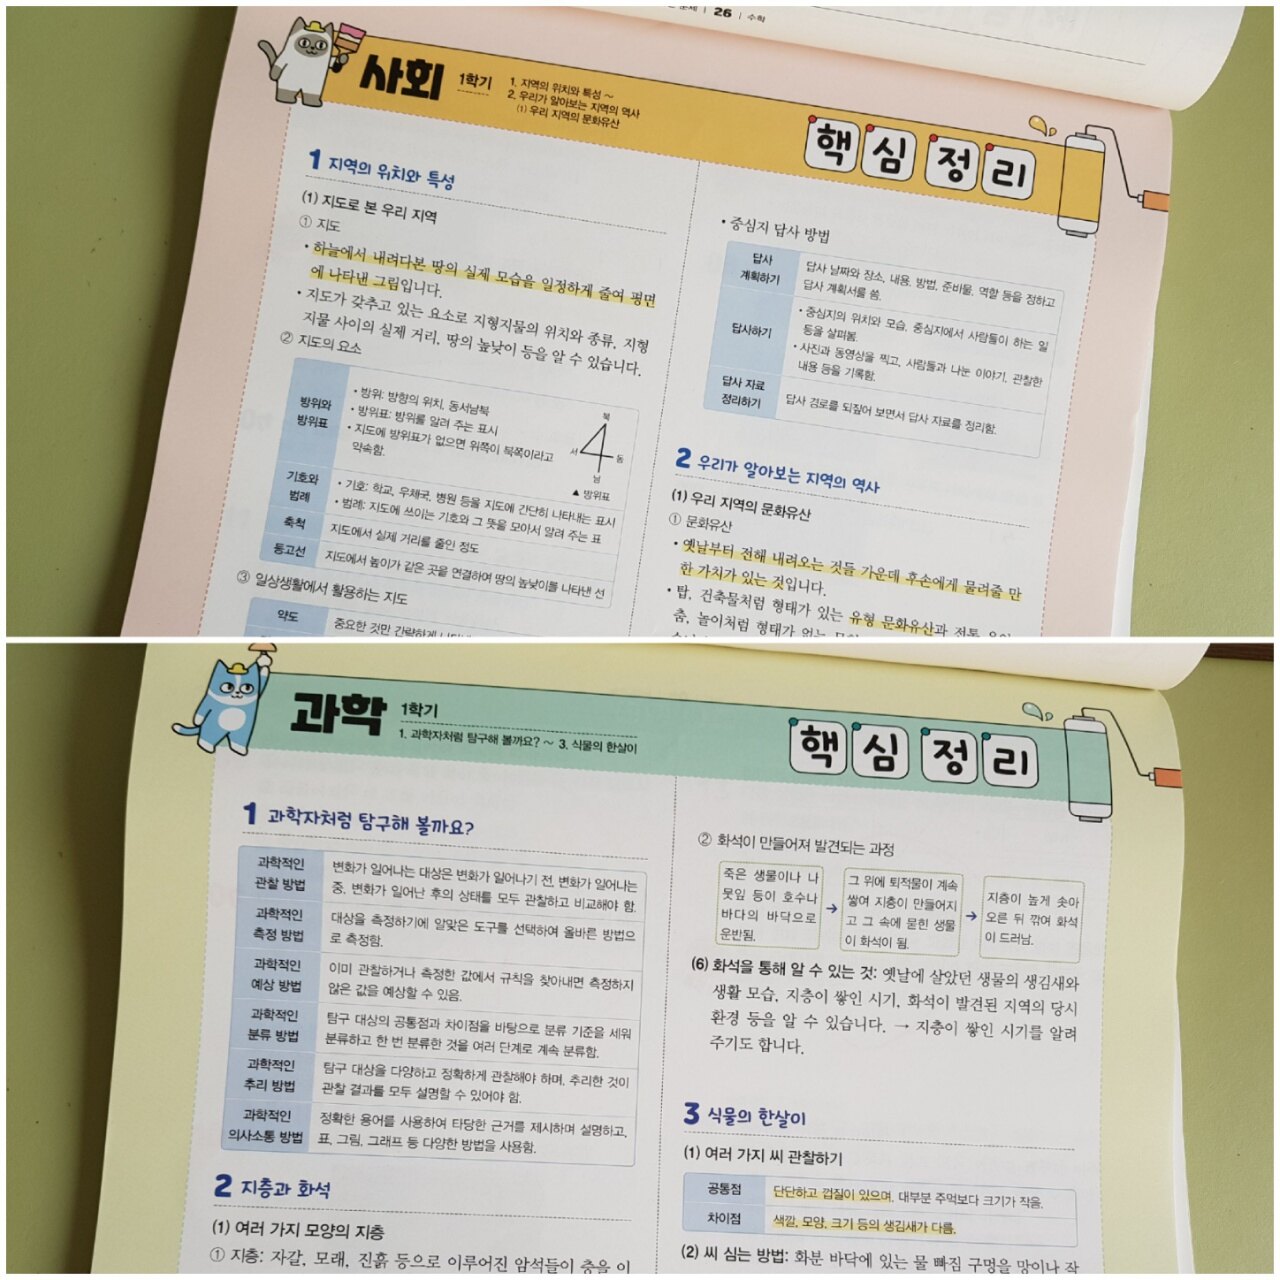 26 | 수학
사회
1학기
1. 지역의 위치와 특성 ~
2. 우리가 알아보는 지역의 역사
(1) 우리 지역의 문화유산
핵심정리
1 지역의 위치와 특성
(1) 지도로 본 우리 지역
① 지도
• 하늘에서 내려다본 땅의 실제 모습을 일정하게 줄여 평면
에 나타낸 그림입니다.
• 지도가 갖추고 있는 요소로 지형지물의 위치와 종류, 지형
지물 사이의 실제 거리, 땅의 높낮이 등을 알 수 있습니다.
② 지도의 요소
방위와
방위표
• 방위: 방향의 위치, 동서남북
• 방위표: 방위를 알려 주는 표시
• 지도에 방위표가 없으면 위쪽이 북쪽이라고
약속함.
북
서
동
남
▲ 방위표
기호와
범례
• 기호: 학교, 우체국, 병원 등을 지도에 간단히 나타내는 표시
• 범례: 지도에 쓰이는 기호와 그 뜻을 모아서 알려 주는 표
축척
지도에서 실제 거리를 줄인 정도
등고선
지도에서 높이가 같은 곳을 연결하여 땅의 높낮이를 나타낸 선
③ 일상생활에서 활용하는 지도
약도
중요한 것만 간략하게
• 중심지 답사 방법
답사
계획하기
답사 날짜와 장소, 내용, 방법, 준비물, 역할 등을 정하고
답사 계획서를 씀.
답사하기
• 중심지의 위치와 모습, 중심지에서 사람들이 하는 일
등을 살펴봄.
• 사진과 동영상을 찍고, 사람들과 나눈 이야기, 관찰한
내용 등을 기록함.
답사 자료
정리하기
답사 경로를 되짚어 보면서 답사 자료를 정리함.
2 우리가 알아보는 지역의 역사
(1) 우리 지역의 문화유산
① 문화유산
• 옛날부터 전해 내려오는 것들 가운데 후손에게 물려줄 만
한 가치가 있는 것입니다.
• 탑, 건축물처럼 형태가 있는 유형 문화유산과 전통
춤, 놀이처럼 형태가 없는
과학
1학기
1. 과학자처럼 탐구해 볼까요? ~ 3. 식물의 한살이
핵심정리
1 과학자처럼 탐구해 볼까요?
과학적인
관찰 방법
변화가 일어나는 대상은 변화가 일어나기 전, 변화가 일어나는
중, 변화가 일어난 후의 상태를 모두 관찰하고 비교해야 함.
과학적인
측정 방법
대상을 측정하기에 알맞은 도구를 선택하여 올바른 방법으
로 측정함.
과학적인
예상 방법
이미 관찰하거나 측정한 값에서 규칙을 찾아내면 측정하지
않은 값을 예상할 수 있음.
과학적인
분류 방법
탐구 대상의 공통점과 차이점을 바탕으로 분류 기준을 세워
분류하고 한 번 분류한 것을 여러 단계로 계속 분류함.
과학적인
추리 방법
탐구 대상을 다양하고 정확하게 관찰해야 하며, 추리한 것이
관찰 결과를 모두 설명할 수 있어야 함.
과학적인
의사소통 방법
정확한 용어를 사용하여 타당한 근거를 제시하며 설명하고,
표, 그림, 그래프 등 다양한 방법을 사용함.
2 지층과 화석
(1) 여러 가지 모양의 지층
① 지층: 자갈, 모래, 진흙 등으로 이루어진 암석들이 층을 이
② 화석이 만들어져 발견되는 과정
죽은 생물이나 나
뭇잎 등이 호수나
바다의 바닥으로
운반됨.
→
그 위에 퇴적물이 계속
쌓여 지층이 만들어지
고 그 속에 묻힌 생물
이 화석이 됨.
→
지층이 높게 솟아
오른 뒤 깎여 화석
이 드러남.
(6) 화석을 통해 알 수 있는 것: 옛날에 살았던 생물의 생김새와
생활 모습, 지층이 쌓인 시기, 화석이 발견된 지역의 당시
환경 등을 알 수 있습니다. → 지층이 쌓인 시기를 알려
주기도 합니다.
3 식물의 한살이
(1) 여러 가지 씨 관찰하기
공통점
단단하고 껍질이 있으며, 대부분 주먹보다 크기가 작음.
차이점
색깔, 모양, 크기 등의 생김새가 다름.
(2) 씨 심는 방법: 화분 바닥에 있는 물 빠짐 구멍을 망이나 작